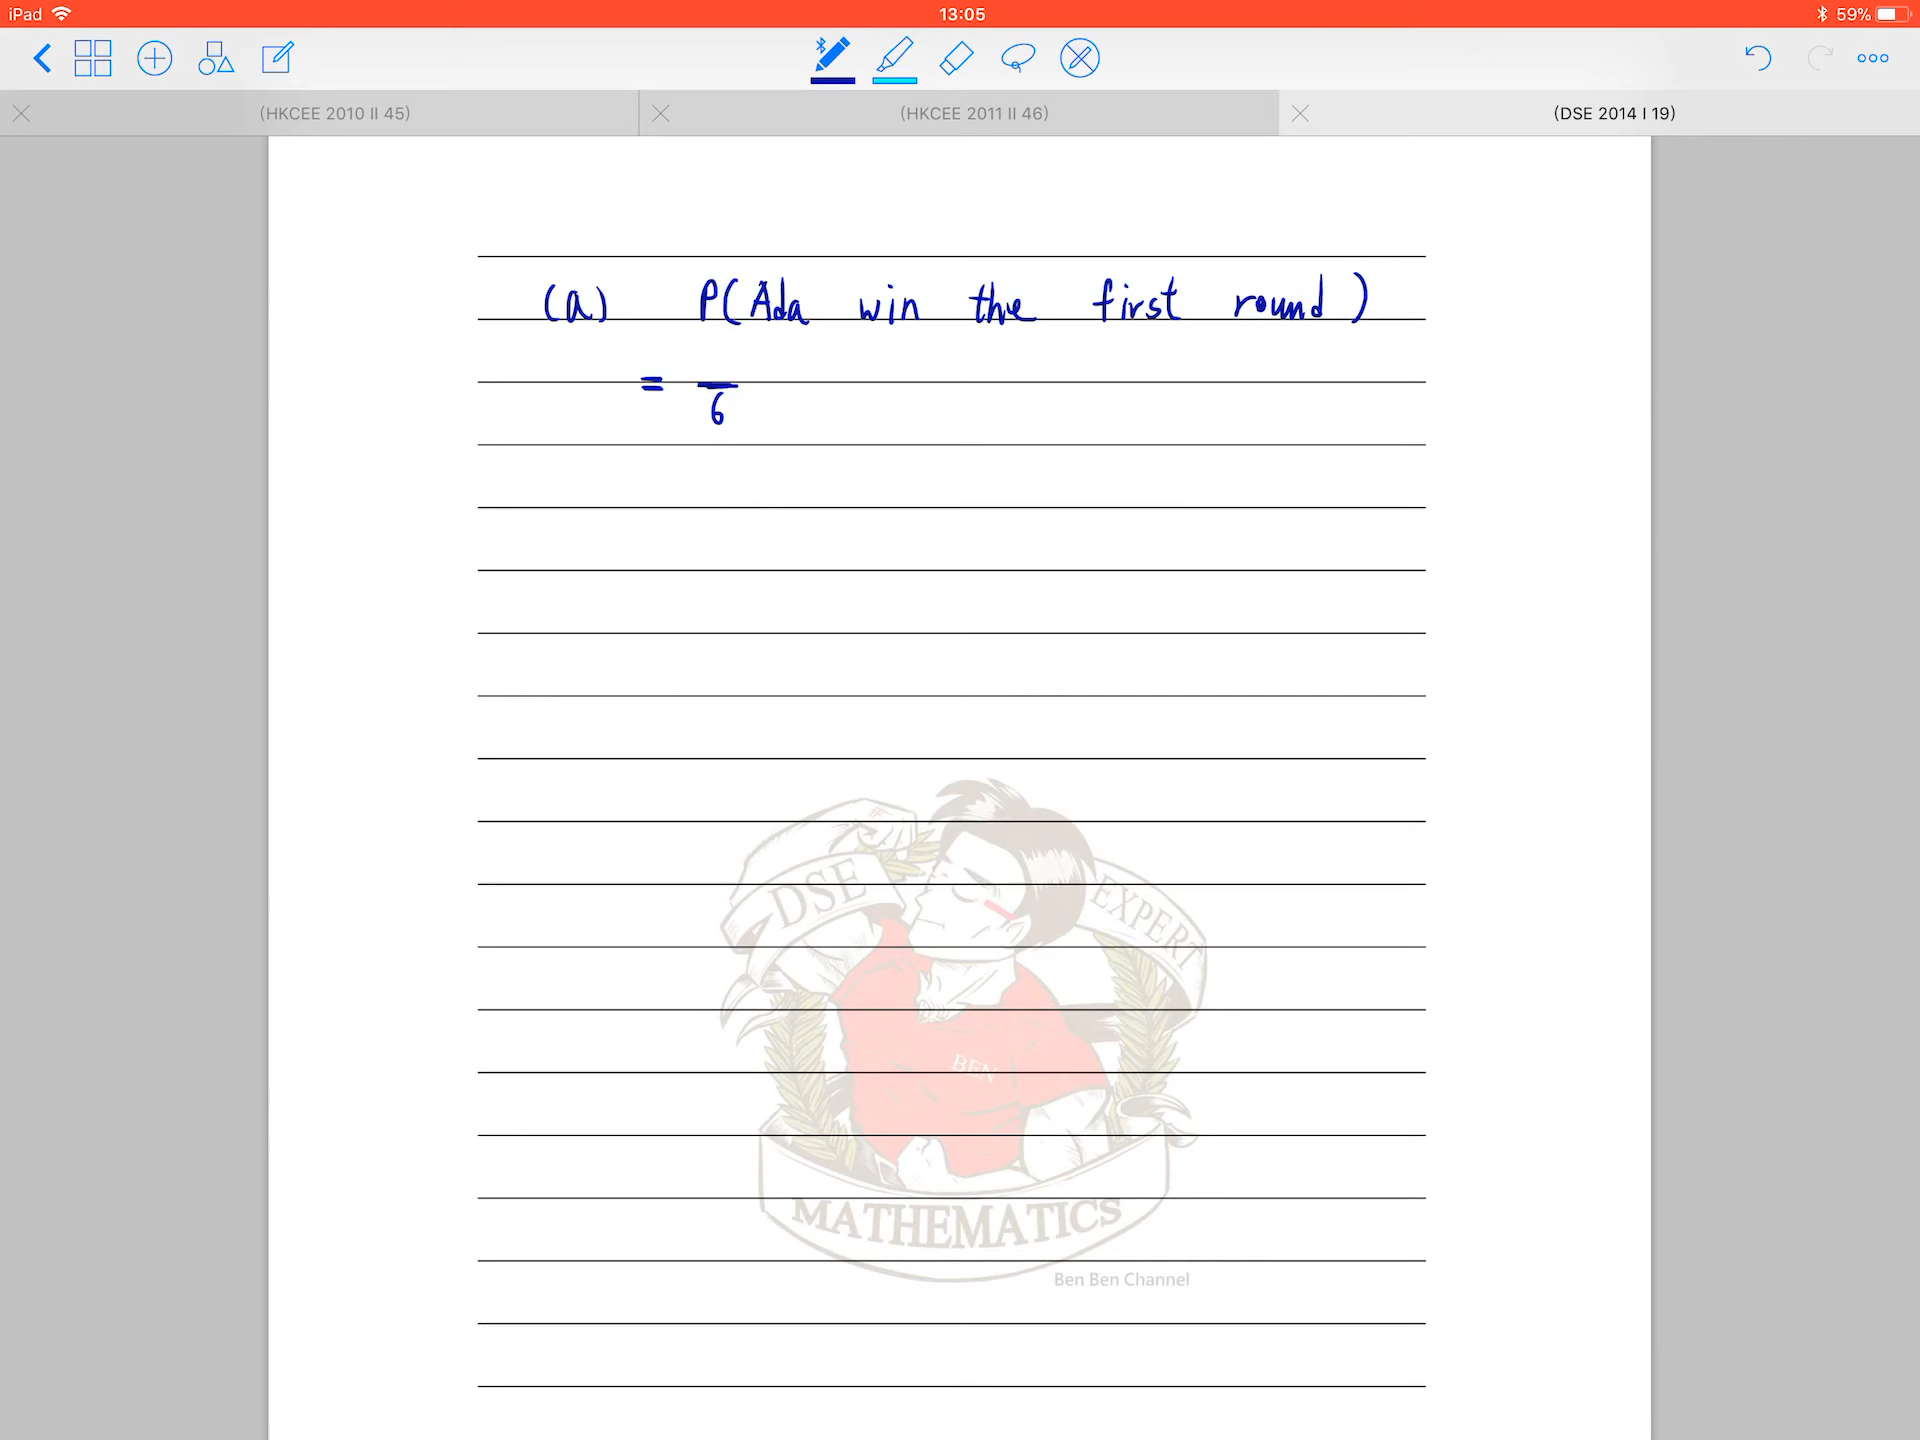 iPad 13:05 59%
(HKCEE 2010 II 45) (HKCEE 2011 II 46) (DSE 2014 I 19)
(a) P(Ada win the first round)
= —
6
DSE EXPERT
BEN
MATHEMATICS
Ben Ben Channel